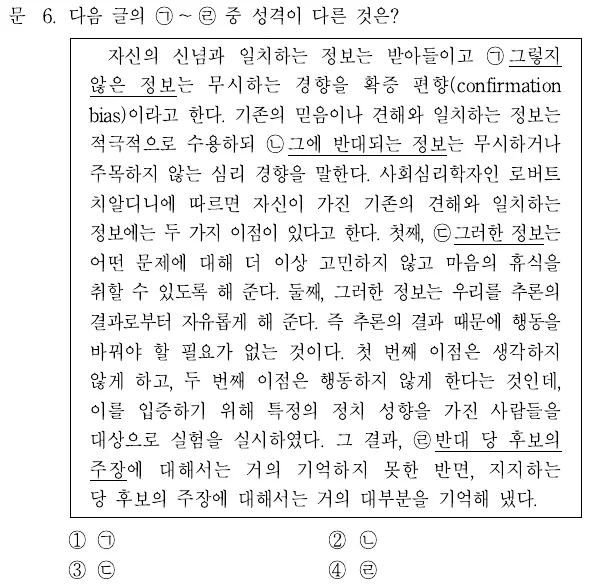 문 6. 다음 글의 ㉠~㉣ 중 성격이 다른 것은?
자신의 신념과 일치하는 정보는 받아들이고 ㉠그렇지
않은 정보는 무시하는 경향을 확증 편향(confirmation
bias)이라고 한다. 기존의 믿음이나 견해와 일치하는 정보는
적극적으로 수용하되 ㉡그에 반대되는 정보는 무시하거나
주목하지 않는 심리 경향을 말한다. 사회심리학자인 로버트
치알디니에 따르면 자신이 가진 기존의 견해와 일치하는
정보에는 두 가지 이점이 있다고 한다. 첫째, ㉢그러한 정보는
어떤 문제에 대해 더 이상 고민하지 않고 마음의 휴식을
취할 수 있도록 해 준다. 둘째, 그러한 정보는 우리를 추론의
결과로부터 자유롭게 해 준다. 즉 추론의 결과 때문에 행동을
바꿔야 할 필요가 없는 것이다. 첫 번째 이점은 생각하지
않게 하고, 두 번째 이점은 행동하지 않게 한다는 것인데,
이를 입증하기 위해 특정의 정치 성향을 가진 사람들을
대상으로 실험을 실시하였다. 그 결과, ㉣반대 당 후보의
주장에 대해서는 거의 기억하지 못한 반면, 지지하는
당 후보의 주장에 대해서는 거의 대부분을 기억해 냈다.
① ㉠ ② ㉡
③ ㉢ ④ ㉣